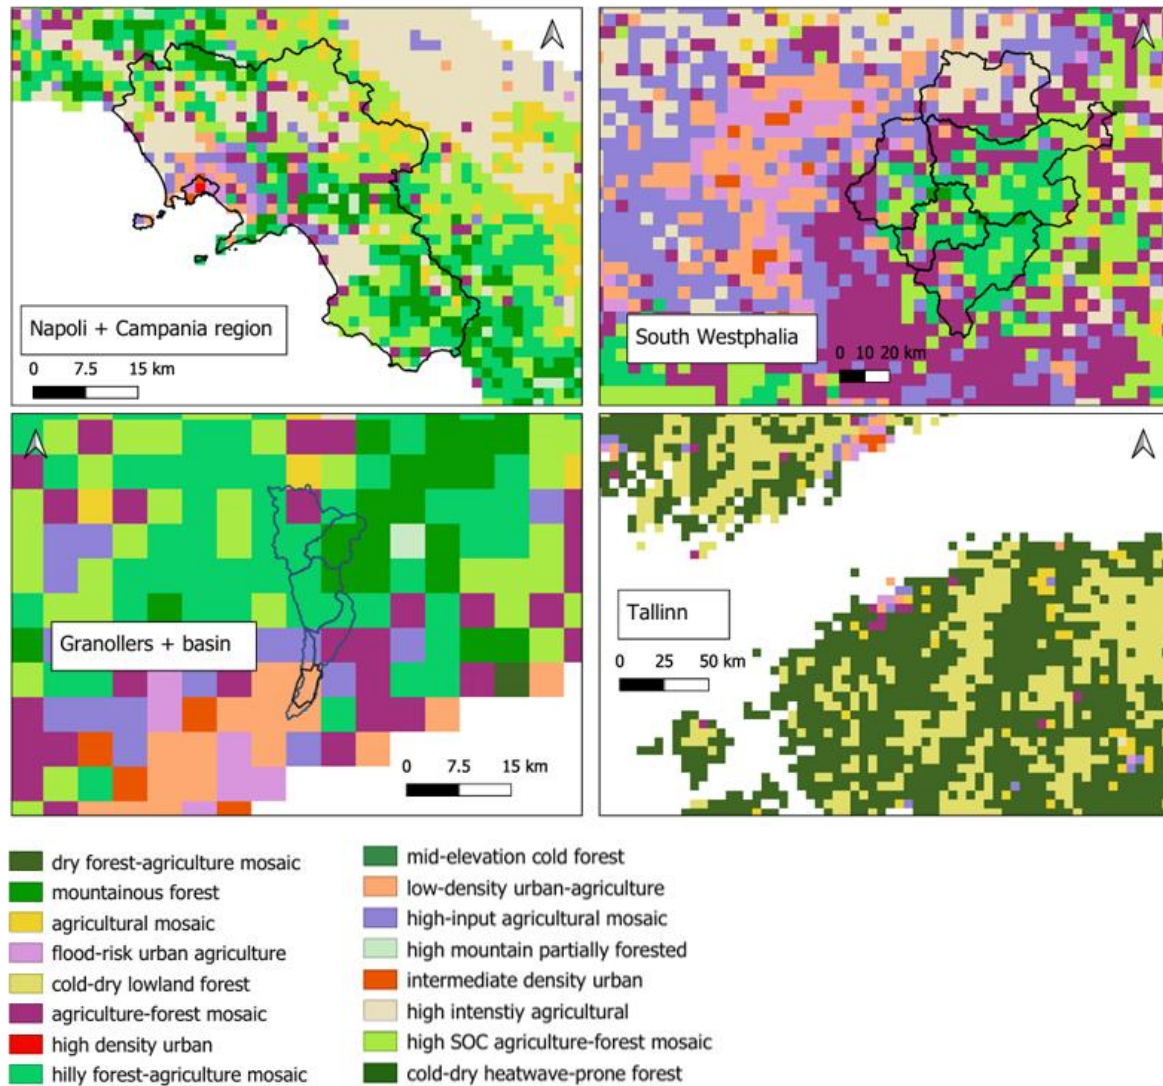 Napoli + Campania region
0 7.5 15 km
South Westphalia
0 10 20 km
Granollers + basin
0 7.5 15 km
Tallinn
0 25 50 km
dry forest-agriculture mosaic
mountainous forest
agricultural mosaic
flood-risk urban agriculture
cold-dry lowland forest
agriculture-forest mosaic
high density urban
hilly forest-agriculture mosaic
mid-elevation cold forest
low-density urban-agriculture
high-input agricultural mosaic
high mountain partially forested
intermediate density urban
high intenstiy agricultural
high SOC agriculture-forest mosaic
cold-dry heatwave-prone forest